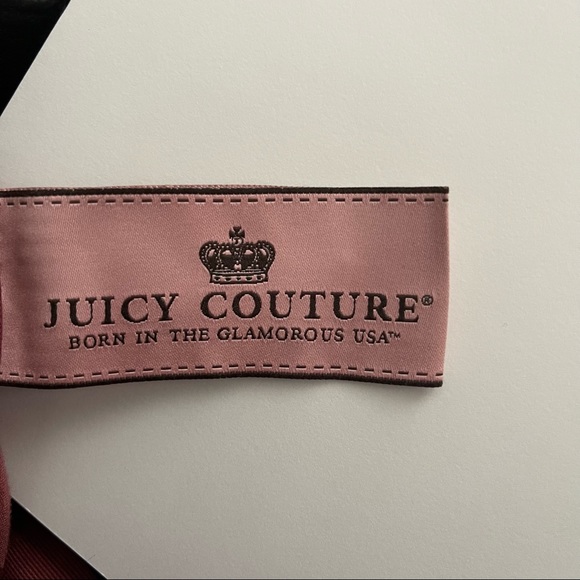 JUICY COUTURE®
BORN IN THE GLAMOROUS USA™